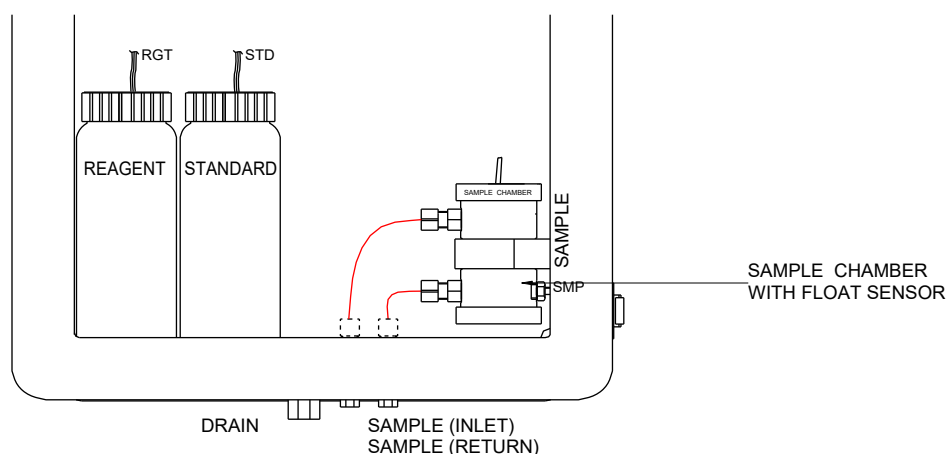 RGT
STD
REAGENT
STANDARD
SAMPLE CHAMBER
SAMPLE
SMP
SAMPLE CHAMBER
WITH FLOAT SENSOR
DRAIN
SAMPLE (INLET)
SAMPLE (RETURN)